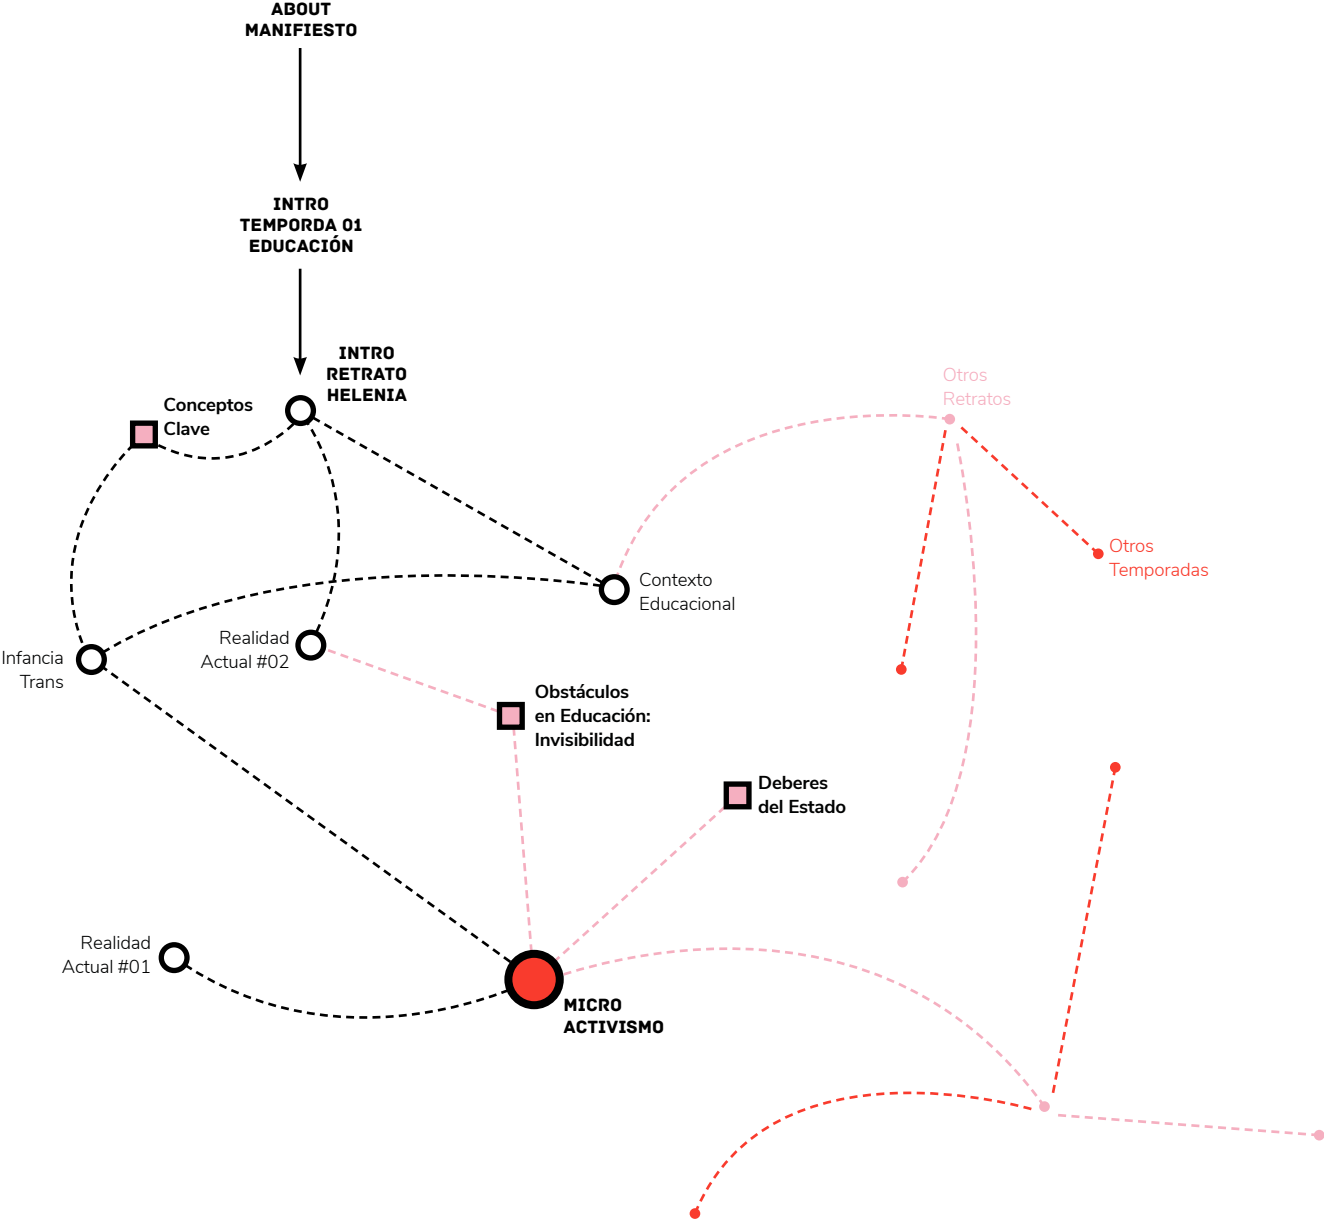 ABOUT
MANIFIESTO
INTRO
TEMPORDA 01
EDUCACIÓN
INTRO
RETRATO
HELENIA
Conceptos
Clave
Otros
Retratos
Otros
Temporadas
Contexto
Educacional
Realidad
Actual #02
Infancia
Trans
Obstáculos
en Educación:
Invisibilidad
Deberes
del Estado
Realidad
Actual #01
MICRO
ACTIVISMO